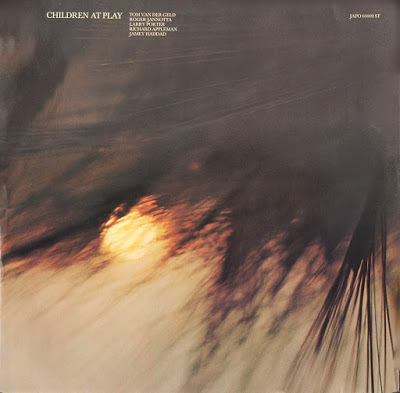 CHILDREN AT PLAY
TOM VAN DER GELD
ROGER JANNOTTA
LARRY PORTER
RICHARD APPLEMAN
JAMEY HADDAD
JAPO 60009 ST